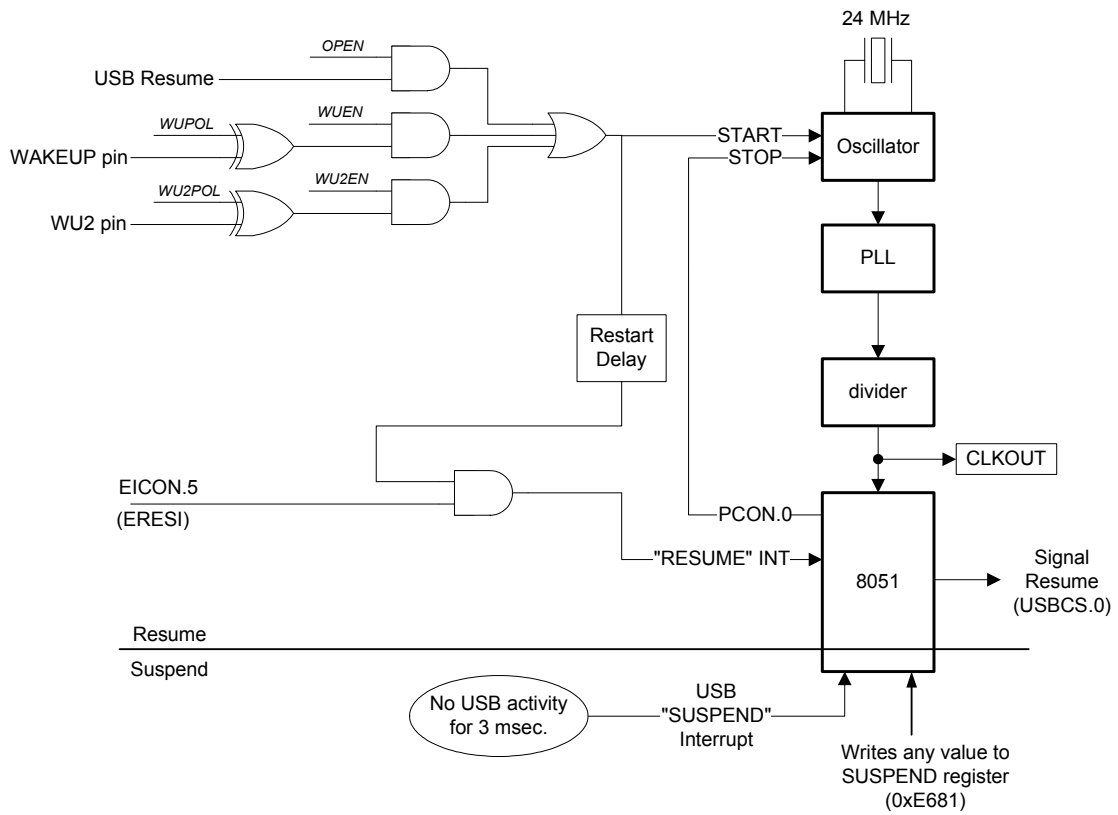 24 MHz
OPEN
USB Resume
WUPOL
WUEN
WAKEUP pin
START
STOP
Oscillator
WU2POL
WU2EN
WU2 pin
PLL
Restart
Delay
divider
CLKOUT
EICON.5
(ERESI)
PCON.0
"RESUME" INT
8051
Signal
Resume
(USBCS.0)
Resume
Suspend
No USB activity
for 3 msec.
USB
"SUSPEND"
Interrupt
Writes any value to
SUSPEND register
(0xE681)